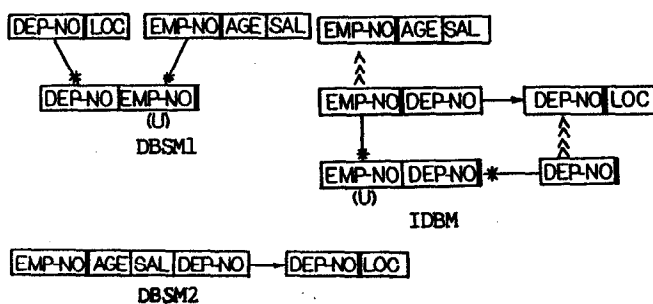 DEP-NO LOC
EMP-NO AGE SAL
DEP-NO EMP-NO
(U)
DBSM1
EMP-NO AGE SAL
EMP-NO DEP-NO
DEP-NO LOC
EMP-NO DEP-NO
DEP-NO
(U)
IDBM
EMP-NO AGE SAL DEP-NO
DEP-NO LOC
DBSM2